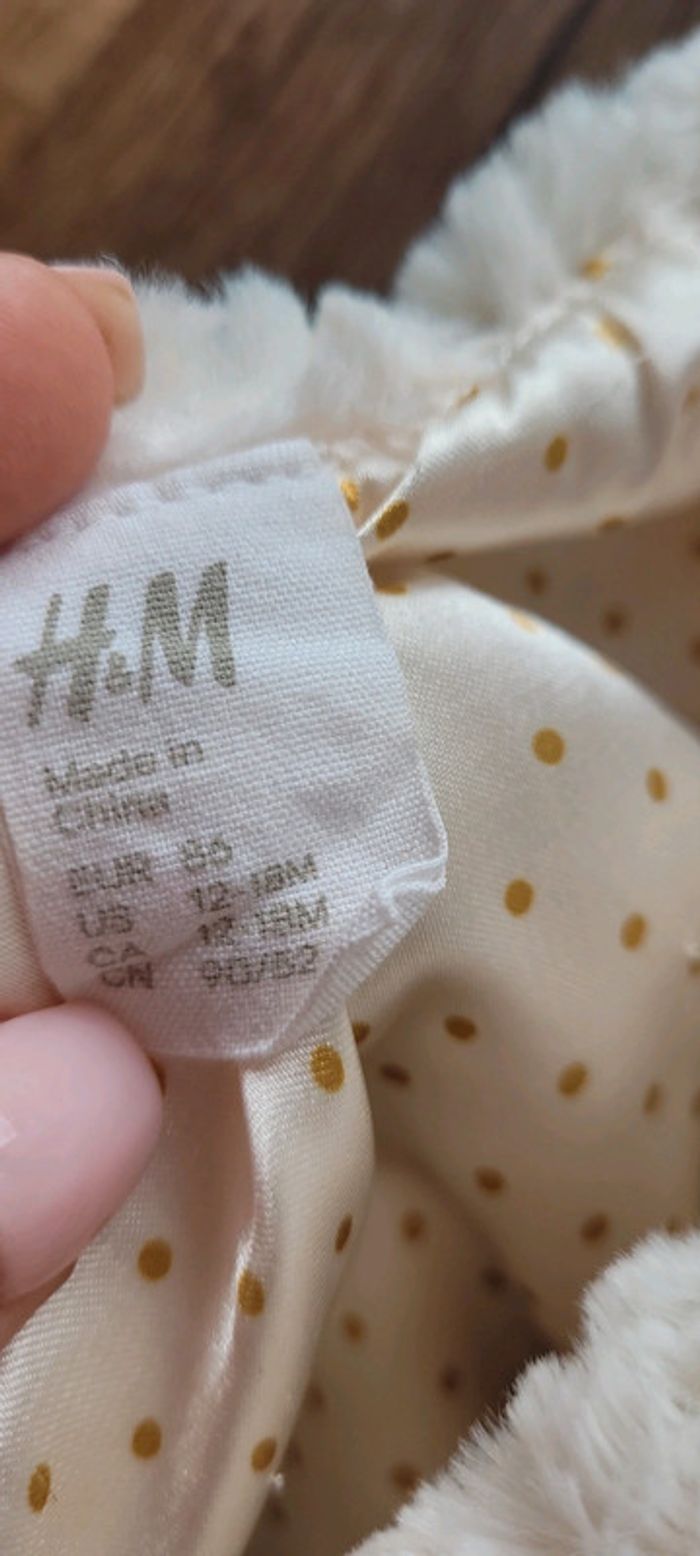 H&M
Made in
China
EUR 86
US 12-18M
CA 12-18M
CN 90/52